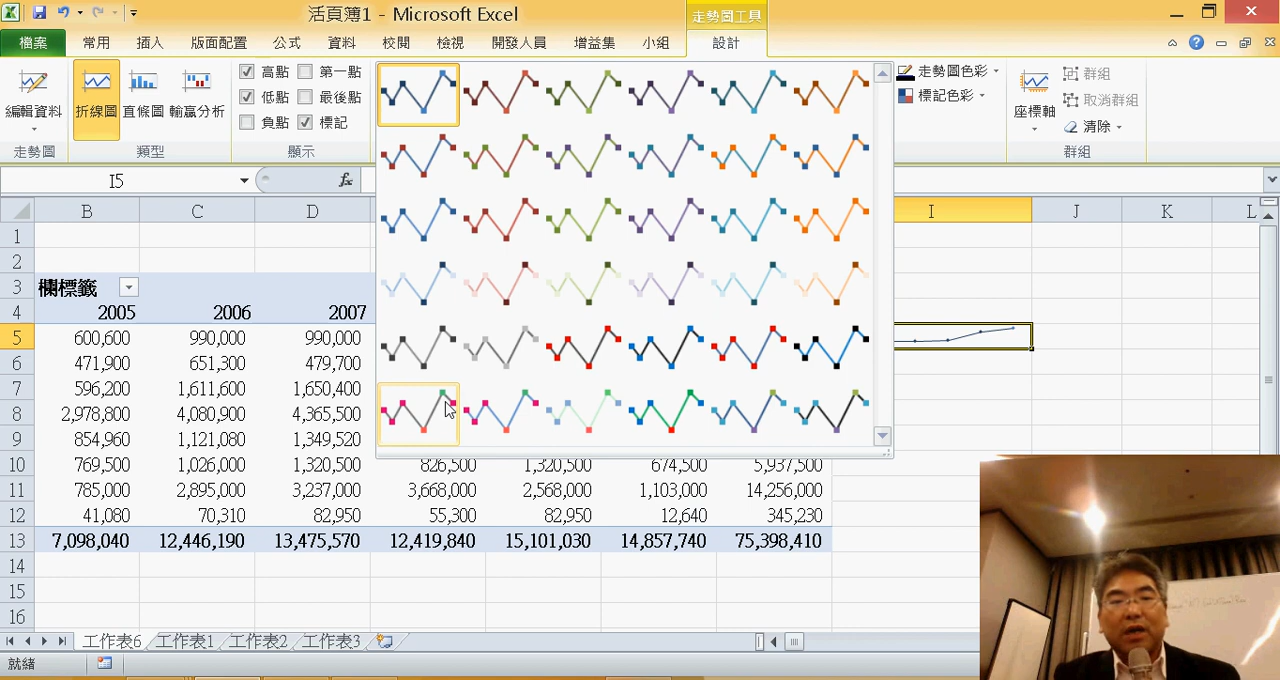 活頁簿1 - Microsoft Excel
走勢圖工具
檔案 常用 插入 版面配置 公式 資料 校閱 檢視 開發人員 增益集 小組 設計
編輯資料 折線圖 直條圖 輸贏分析
高點 第一點
低點 最後點
負點 標記
走勢圖色彩
標記色彩
座標軸
群組
取消群組
清除
走勢圖 類型 顯示 群組
I5 fx
B C D I J K L
1
2
3 欄標籤
4 2005 2006 2007
5 600,600 990,000 990,000
6 471,900 651,300 479,700
7 596,200 1,611,600 1,650,400
8 2,978,800 4,080,900 4,365,500
9 854,960 1,121,080 1,349,520
10 769,500 1,026,000 1,320,500 826,500 1,320,500 674,500 5,937,500
11 785,000 2,895,000 3,237,000 3,668,000 2,568,000 1,103,000 14,256,000
12 41,080 70,310 82,950 55,300 82,950 12,640 345,230
13 7,098,040 12,446,190 13,475,570 12,419,840 15,101,030 14,857,740 75,398,410
14
15
16
工作表6 工作表1 工作表2 工作表3
就緒